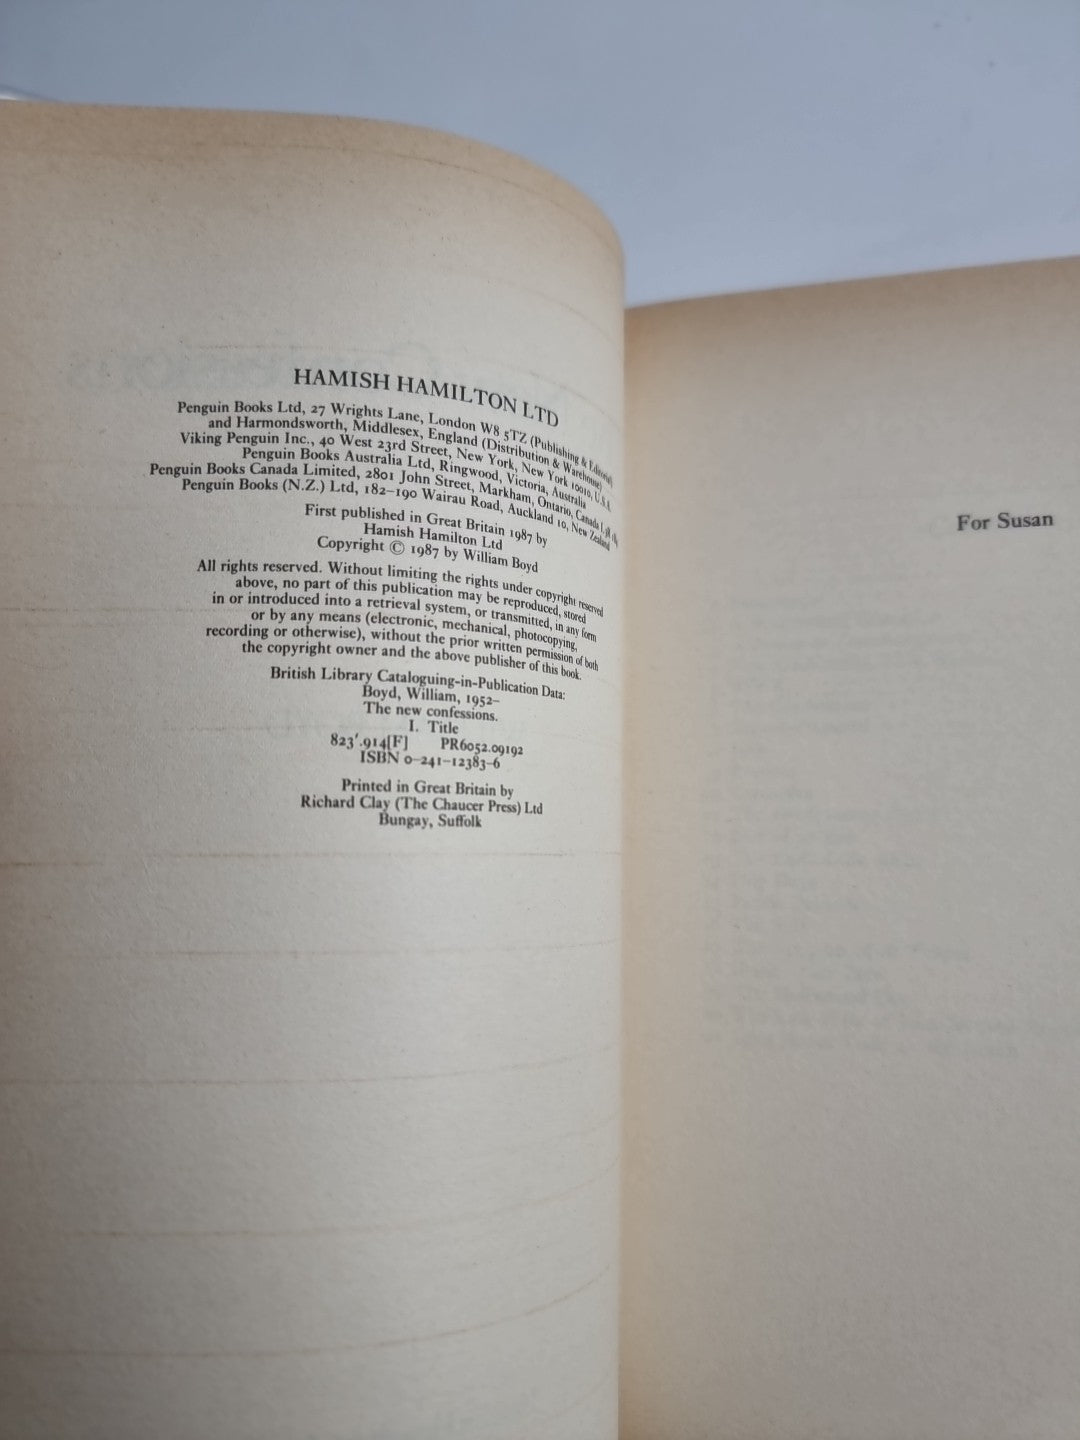 HAMISH HAMILTON LTD
Penguin Books Ltd, 27 Wrights Lane, London W8 5TZ (Publishing & Editorial)
and Harmondsworth, Middlesex, England (Distribution & Warehouse)
Viking Penguin Inc., 40 West 23rd Street, New York, New York 10010, U.S.A.
Penguin Books Australia Ltd, Ringwood, Victoria, Australia
Penguin Books Canada Limited, 2801 John Street, Markham, Ontario, Canada
Penguin Books (N.Z.) Ltd, 182–190 Wairau Road, Auckland 10, New Zealand
First published in Great Britain 1987 by
Hamish Hamilton Ltd
Copyright © 1987 by William Boyd
All rights reserved. Without limiting the rights under copyright reserved
above, no part of this publication may be reproduced, stored
in or introduced into a retrieval system, or transmitted, in any form
or by any means (electronic, mechanical, photocopying,
recording or otherwise), without the prior written permission of both
the copyright owner and the above publisher of this book.
British Library Cataloguing-in-Publication Data:
Boyd, William, 1952–
The new confessions.
I. Title
823'.914[F] PR6052.09192
ISBN 0–241–12383–6
Printed in Great Britain by
Richard Clay (The Chaucer Press) Ltd
Bungay, Suffolk
For Susan